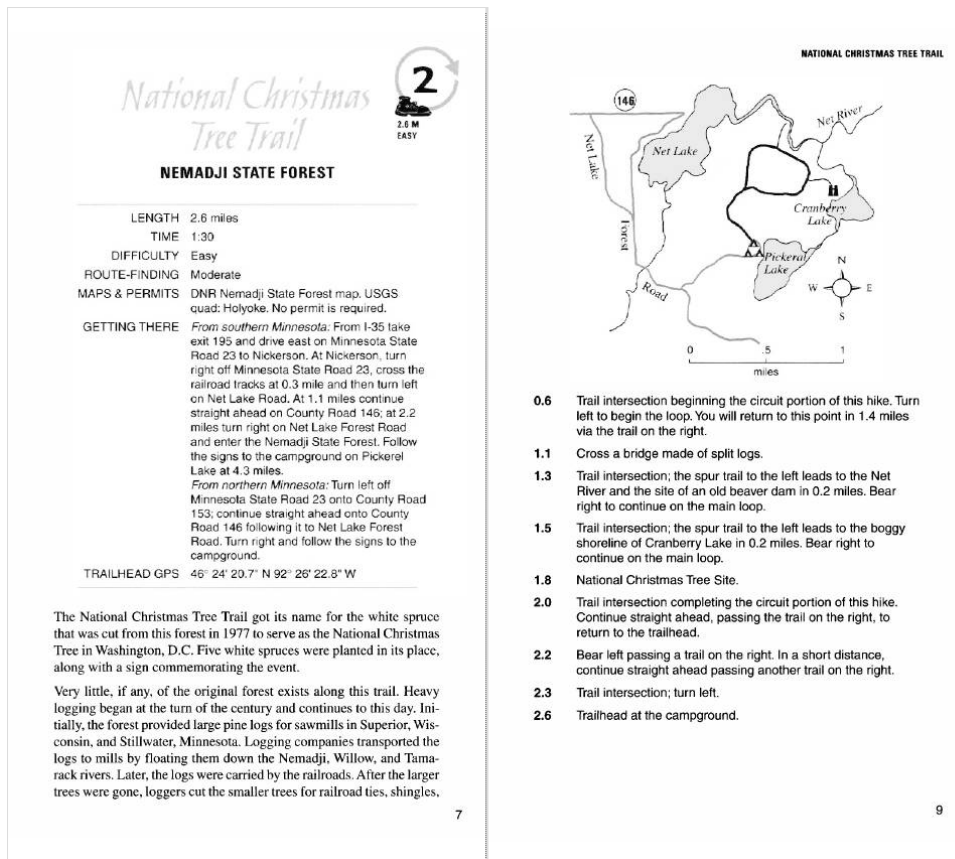 National Christmas
Tree Trail
2
2.6 M
EASY
NEMADJI STATE FOREST
LENGTH 2.6 miles
TIME 1:30
DIFFICULTY Easy
ROUTE-FINDING Moderate
MAPS & PERMITS DNR Nemadji State Forest map. USGS
quad: Holyoke. No permit is required.
GETTING THERE From southern Minnesota: From I-35 take
exit 195 and drive east on Minnesota State
Road 23 to Nickerson. At Nickerson, turn
right off Minnesota State Road 23, cross the
railroad tracks at 0.3 mile and then turn left
on Net Lake Road. At 1.1 miles continue
straight ahead on County Road 146; at 2.2
miles turn right on Net Lake Forest Road
and enter the Nemadji State Forest. Follow
the signs to the campground on Pickerel
Lake at 4.3 miles.
From northern Minnesota: Turn left off
Minnesota State Road 23 onto County Road
153; continue straight ahead onto County
Road 146 following it to Net Lake Forest
Road. Turn right and follow the signs to the
campground.
TRAILHEAD GPS 46° 24' 20.7" N 92° 26' 22.8" W
The National Christmas Tree Trail got its name for the white spruce
that was cut from this forest in 1977 to serve as the National Christmas
Tree in Washington, D.C. Five white spruces were planted in its place,
along with a sign commemorating the event.
Very little, if any, of the original forest exists along this trail. Heavy
logging began at the turn of the century and continues to this day. Ini-
tially, the forest provided large pine logs for sawmills in Superior, Wis-
consin, and Stillwater, Minnesota. Logging companies transported the
logs to mills by floating them down the Nemadji, Willow, and Tama-
rack rivers. Later, the logs were carried by the railroads. After the larger
trees were gone, loggers cut the smaller trees for railroad ties, shingles,
7
NATIONAL CHRISTMAS TREE TRAIL
146
Net River
Net Lake
Net Lake
Cranberry
Lake
Forest
Pickeral
Lake
Road
N
W E
S
0 .5 1
miles
0.6 Trail intersection beginning the circuit portion of this hike. Turn
left to begin the loop. You will return to this point in 1.4 miles
via the trail on the right.
1.1 Cross a bridge made of split logs.
1.3 Trail intersection; the spur trail to the left leads to the Net
River and the site of an old beaver dam in 0.2 miles. Bear
right to continue on the main loop.
1.5 Trail intersection; the spur trail to the left leads to the boggy
shoreline of Cranberry Lake in 0.2 miles. Bear right to
continue on the main loop.
1.8 National Christmas Tree Site.
2.0 Trail intersection completing the circuit portion of this hike.
Continue straight ahead, passing the trail on the right, to
return to the trailhead.
2.2 Bear left passing a trail on the right. In a short distance,
continue straight ahead passing another trail on the right.
2.3 Trail intersection; turn left.
2.6 Trailhead at the campground.
9